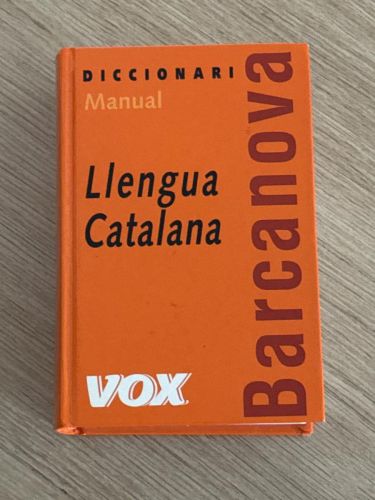 DICCIONARI
Manual
Llengua
Catalana
VOX
Barcanova